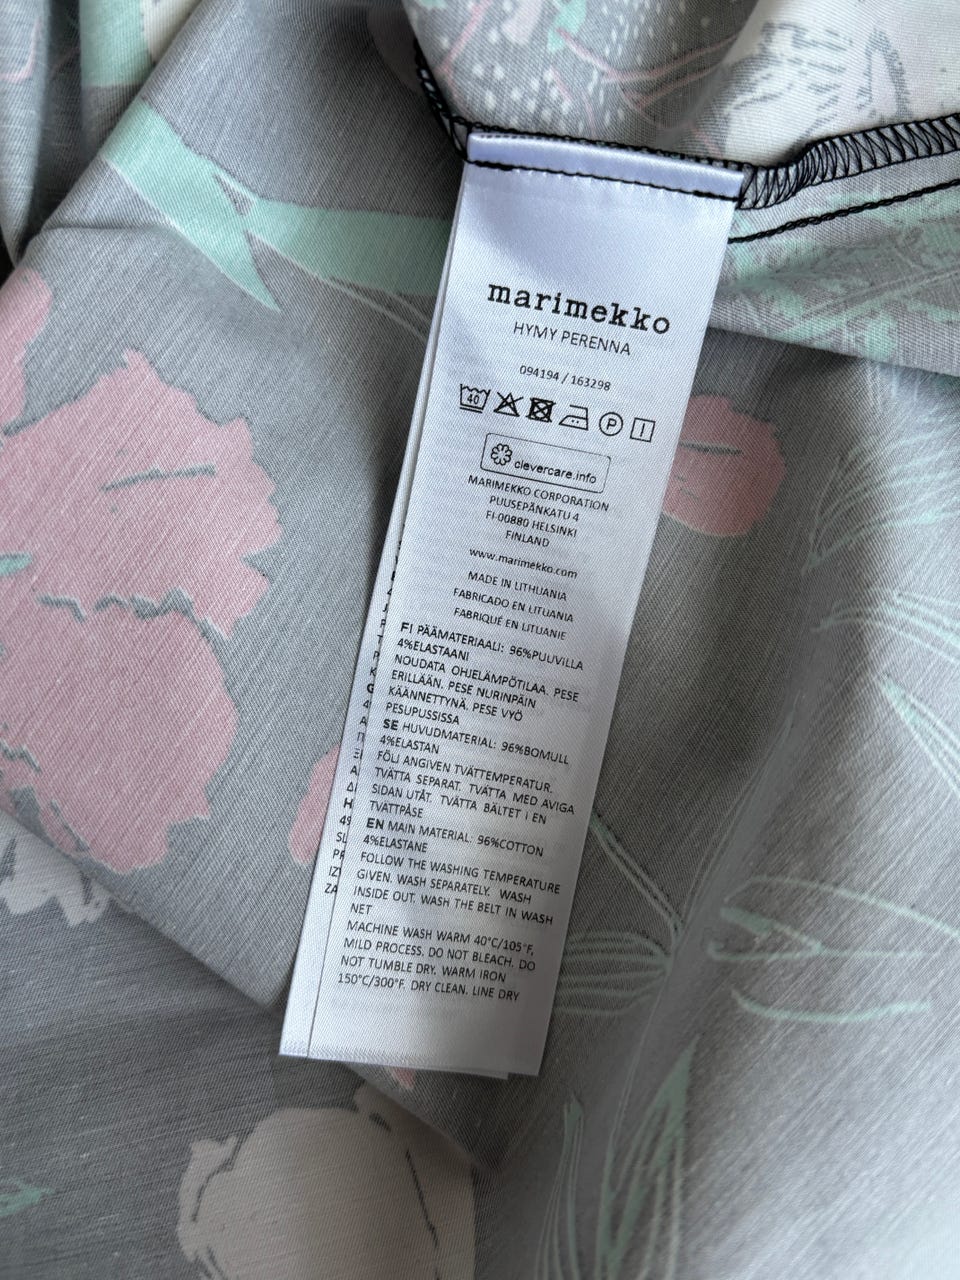 marimekko
HYMY PERENNA
094194 / 163298
40 P
clevercare.info
MARIMEKKO CORPORATION
PUUSEPÄNKATU 4
FI-00880 HELSINKI
FINLAND
www.marimekko.com
MADE IN LITHUANIA
FABRICADO EN LITUANIA
FABRIQUÉ EN LITUANIE
FI PÄÄMATERIAALI: 96%PUUVILLA
4%ELASTAANI
NOUDATA OHJELÄMPÖTILAA. PESE
ERILLÄÄN. PESE NURINPÄIN
KÄÄNNETTYNÄ. PESE VYÖ
PESUPUSSISSA
SE HUVUDMATERIAL: 96%BOMULL
4%ELASTAN
FÖLJ ANGIVEN TVÄTTEMPERATUR.
TVÄTTA SEPARAT. TVÄTTA MED AVIGA
SIDAN UTÅT. TVÄTTA BÄLTET I EN
TVÄTTPÅSE
EN MAIN MATERIAL: 96%COTTON
4%ELASTANE
FOLLOW THE WASHING TEMPERATURE
GIVEN. WASH SEPARATELY. WASH
INSIDE OUT. WASH THE BELT IN WASH
NET
MACHINE WASH WARM 40°C/105°F,
MILD PROCESS. DO NOT BLEACH. DO
NOT TUMBLE DRY. WARM IRON
150°C/300°F. DRY CLEAN. LINE DRY